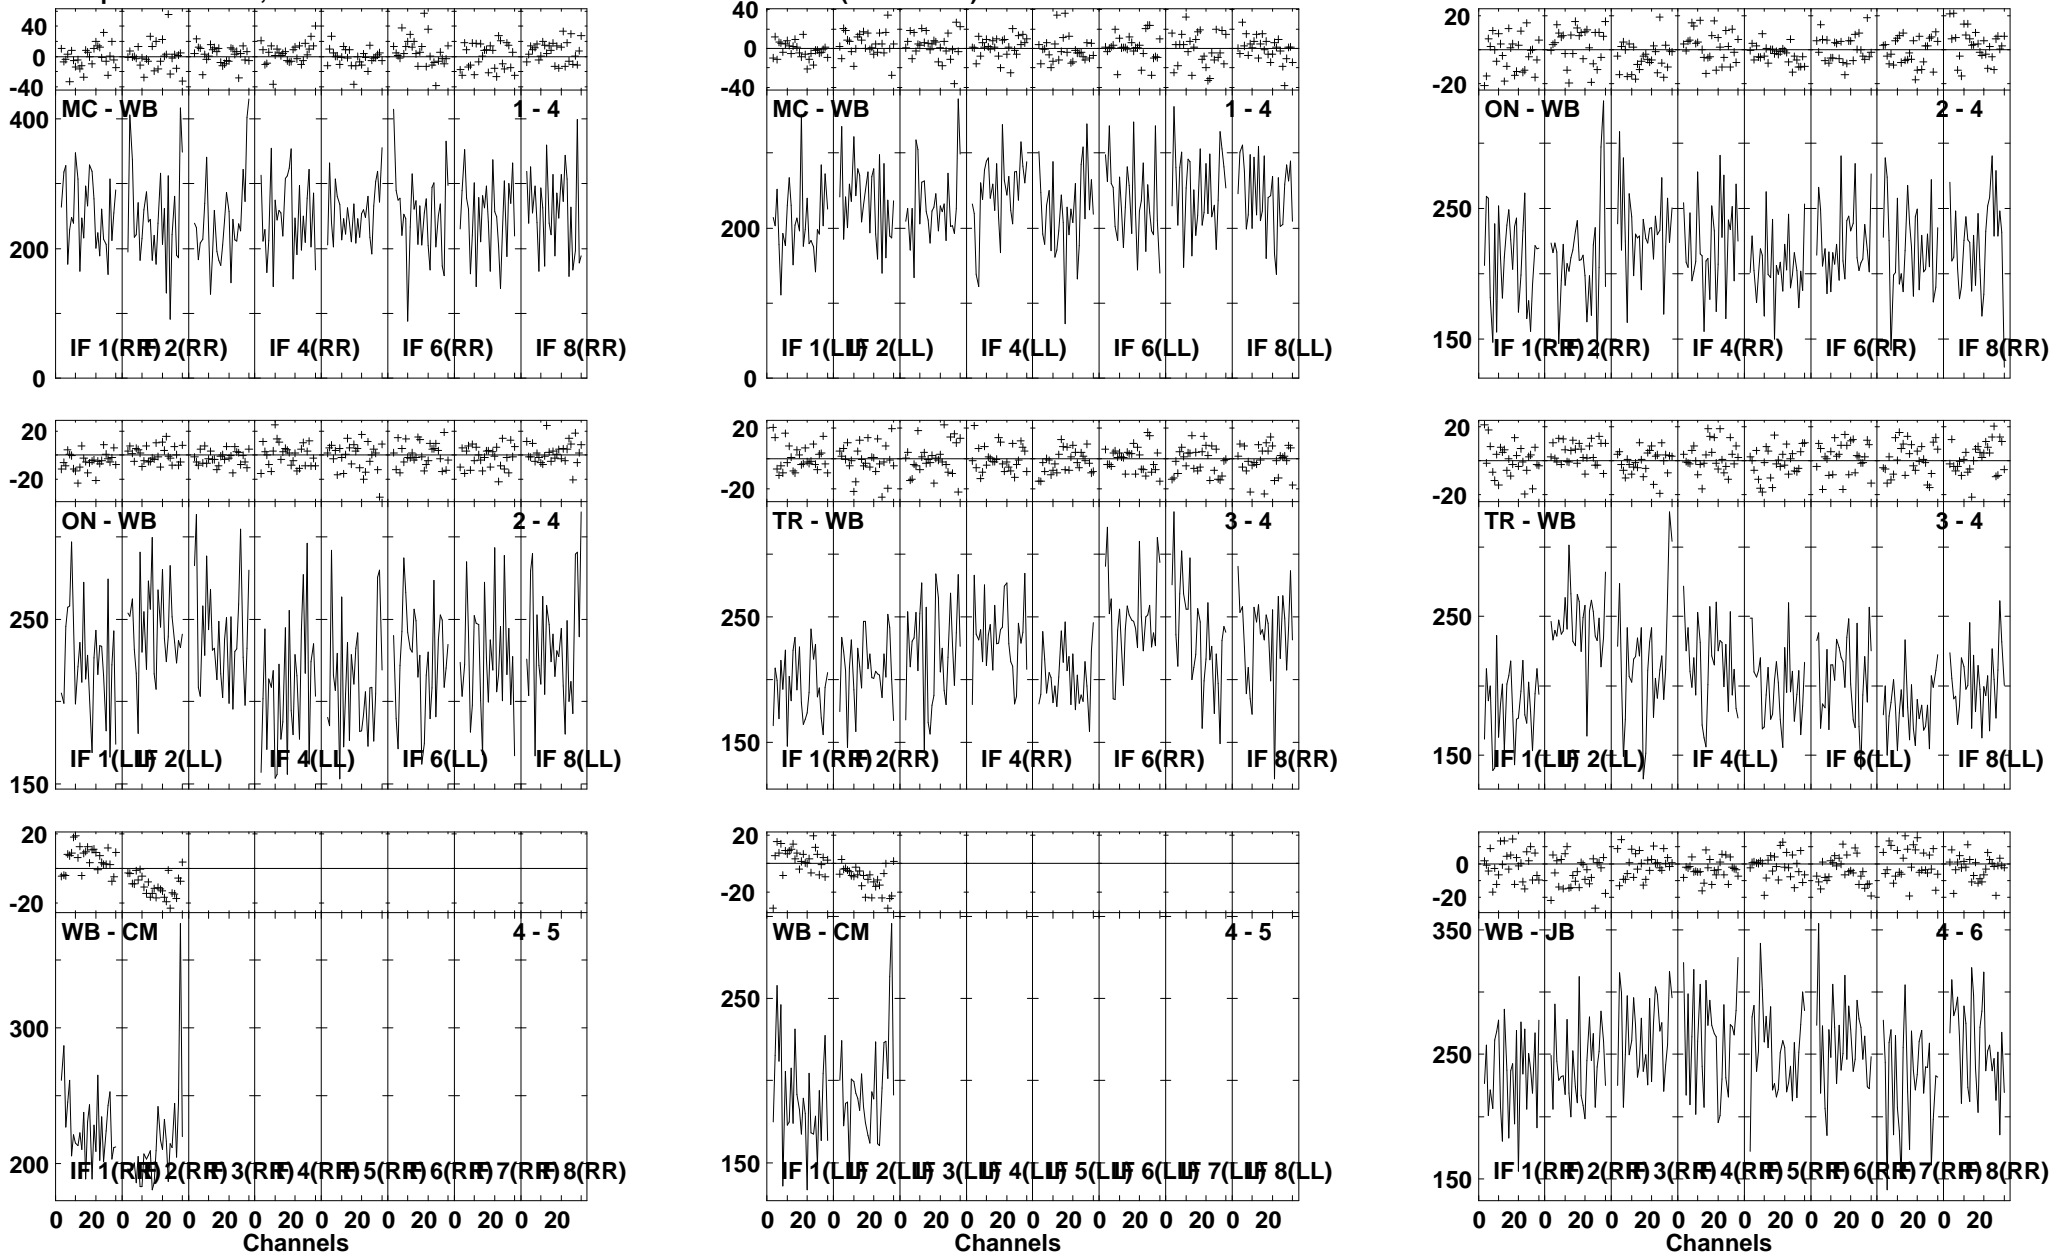 40 40 20
0 0 0
-40 -40 -20
MC - WB 1 - 4 MC - WB 1 - 4 ON - WB 2 - 4
400
250
200 200
150
IF 1(RR) IF 2(RR) IF 4(RR) IF 6(RR) IF 8(RR) IF 1(LL) IF 2(LL) IF 4(LL) IF 6(LL) IF 8(LL) IF 1(RR) IF 2(RR) IF 4(RR) IF 6(RR) IF 8(RR)
0 0
20 20 20
0 0 0
-20 -20 -20
ON - WB 2 - 4 TR - WB 3 - 4 TR - WB 3 - 4
250 250 250
150 150 150
IF 1(LL) IF 2(LL) IF 4(LL) IF 6(LL) IF 8(LL) IF 1(RR) IF 2(RR) IF 4(RR) IF 6(RR) IF 8(RR) IF 1(LL) IF 2(LL) IF 4(LL) IF 6(LL) IF 8(LL)
20 20
0 0 0
-20 -20 -20
WB - CM 4 - 5 WB - CM 4 - 5 WB - JB 4 - 6
350
300 250 250
200 150 150
IF 1(RR) IF 2(RR) IF 3(RR) IF 4(RR) IF 5(RR) IF 6(RR) IF 7(RR) IF 8(RR) IF 1(LL) IF 2(LL) IF 3(LL) IF 4(LL) IF 5(LL) IF 6(LL) IF 7(LL) IF 8(LL) IF 1(RR) IF 2(RR) IF 3(RR) IF 4(RR) IF 5(RR) IF 6(RR) IF 7(RR) IF 8(RR)
0 20 0 20 0 20 0 20 0 20 0 20 0 20 0 20 0 20 0 20 0 20 0 20 0 20 0 20 0 20 0 20 0 20 0 20 0 20 0 20 0 20 0 20 0 20 0 20
Channels Channels Channels